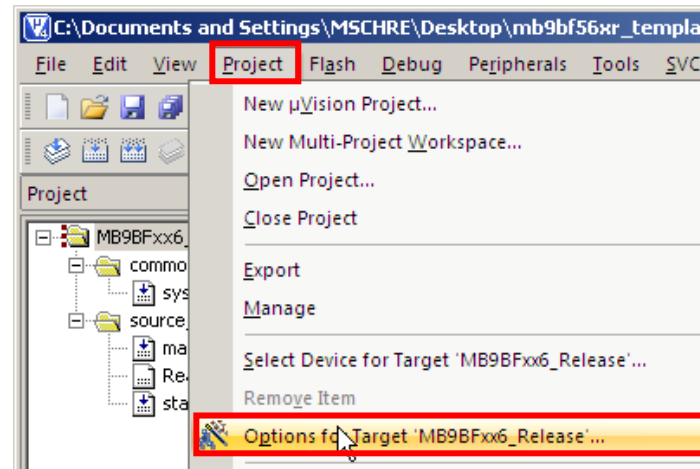 C:\Documents and Settings\MSCHRE\Desktop\mb9bf56xr_templa
File Edit View Project Flash Debug Peripherals Tools SVC
New µVision Project...
New Multi-Project Workspace...
Open Project...
Close Project
Project
MB9BFxx6_
commo
sys
source_
ma
Re
sta
Export
Manage
Select Device for Target 'MB9BFxx6_Release'...
Remove Item
Options for Target 'MB9BFxx6_Release'...